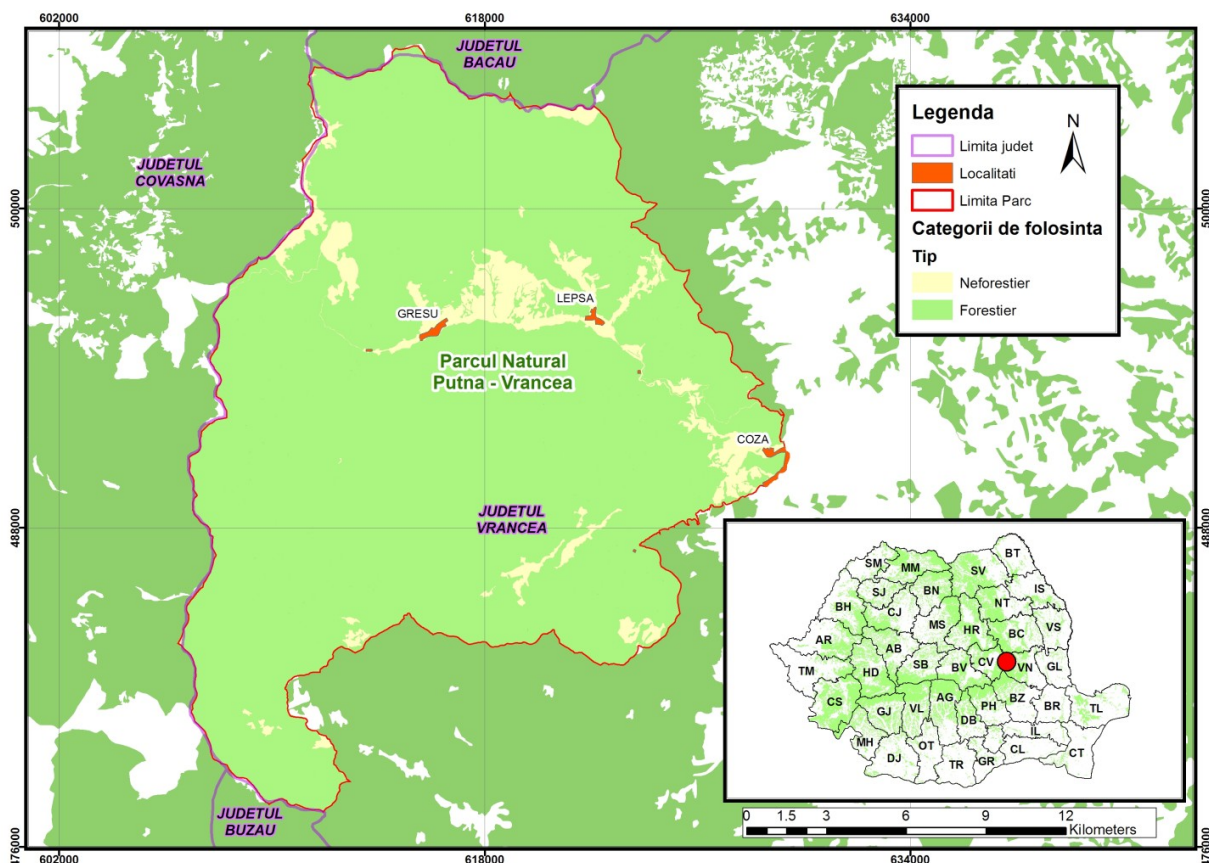 602000
618000
634000
JUDETUL
BACAU
JUDETUL
COVASNA
500000
500000
Legenda
N
Limita judet
Localitati
Limita Parc
Categorii de folosinta
Tip
Neforestier
Forestier
LEPSA
GRESU
Parcul Natural
Putna - Vrancea
COZA
JUDETUL
VRANCEA
488000
488000
BT
SM
MM
SV
SJ
BN
IS
BH
CJ
NT
MS
HR
BC
VS
AR
AB
TM
HD
SB
BV
CV
VN
GL
CS
GJ
VL
AG
PH
BZ
BR
TL
DB
MH
OT
IL
DJ
TR
GR
CL
CT
JUDETUL
BUZAU
0
1.5
3
6
9
12
Kilometers
476000
476000
602000
618000
634000